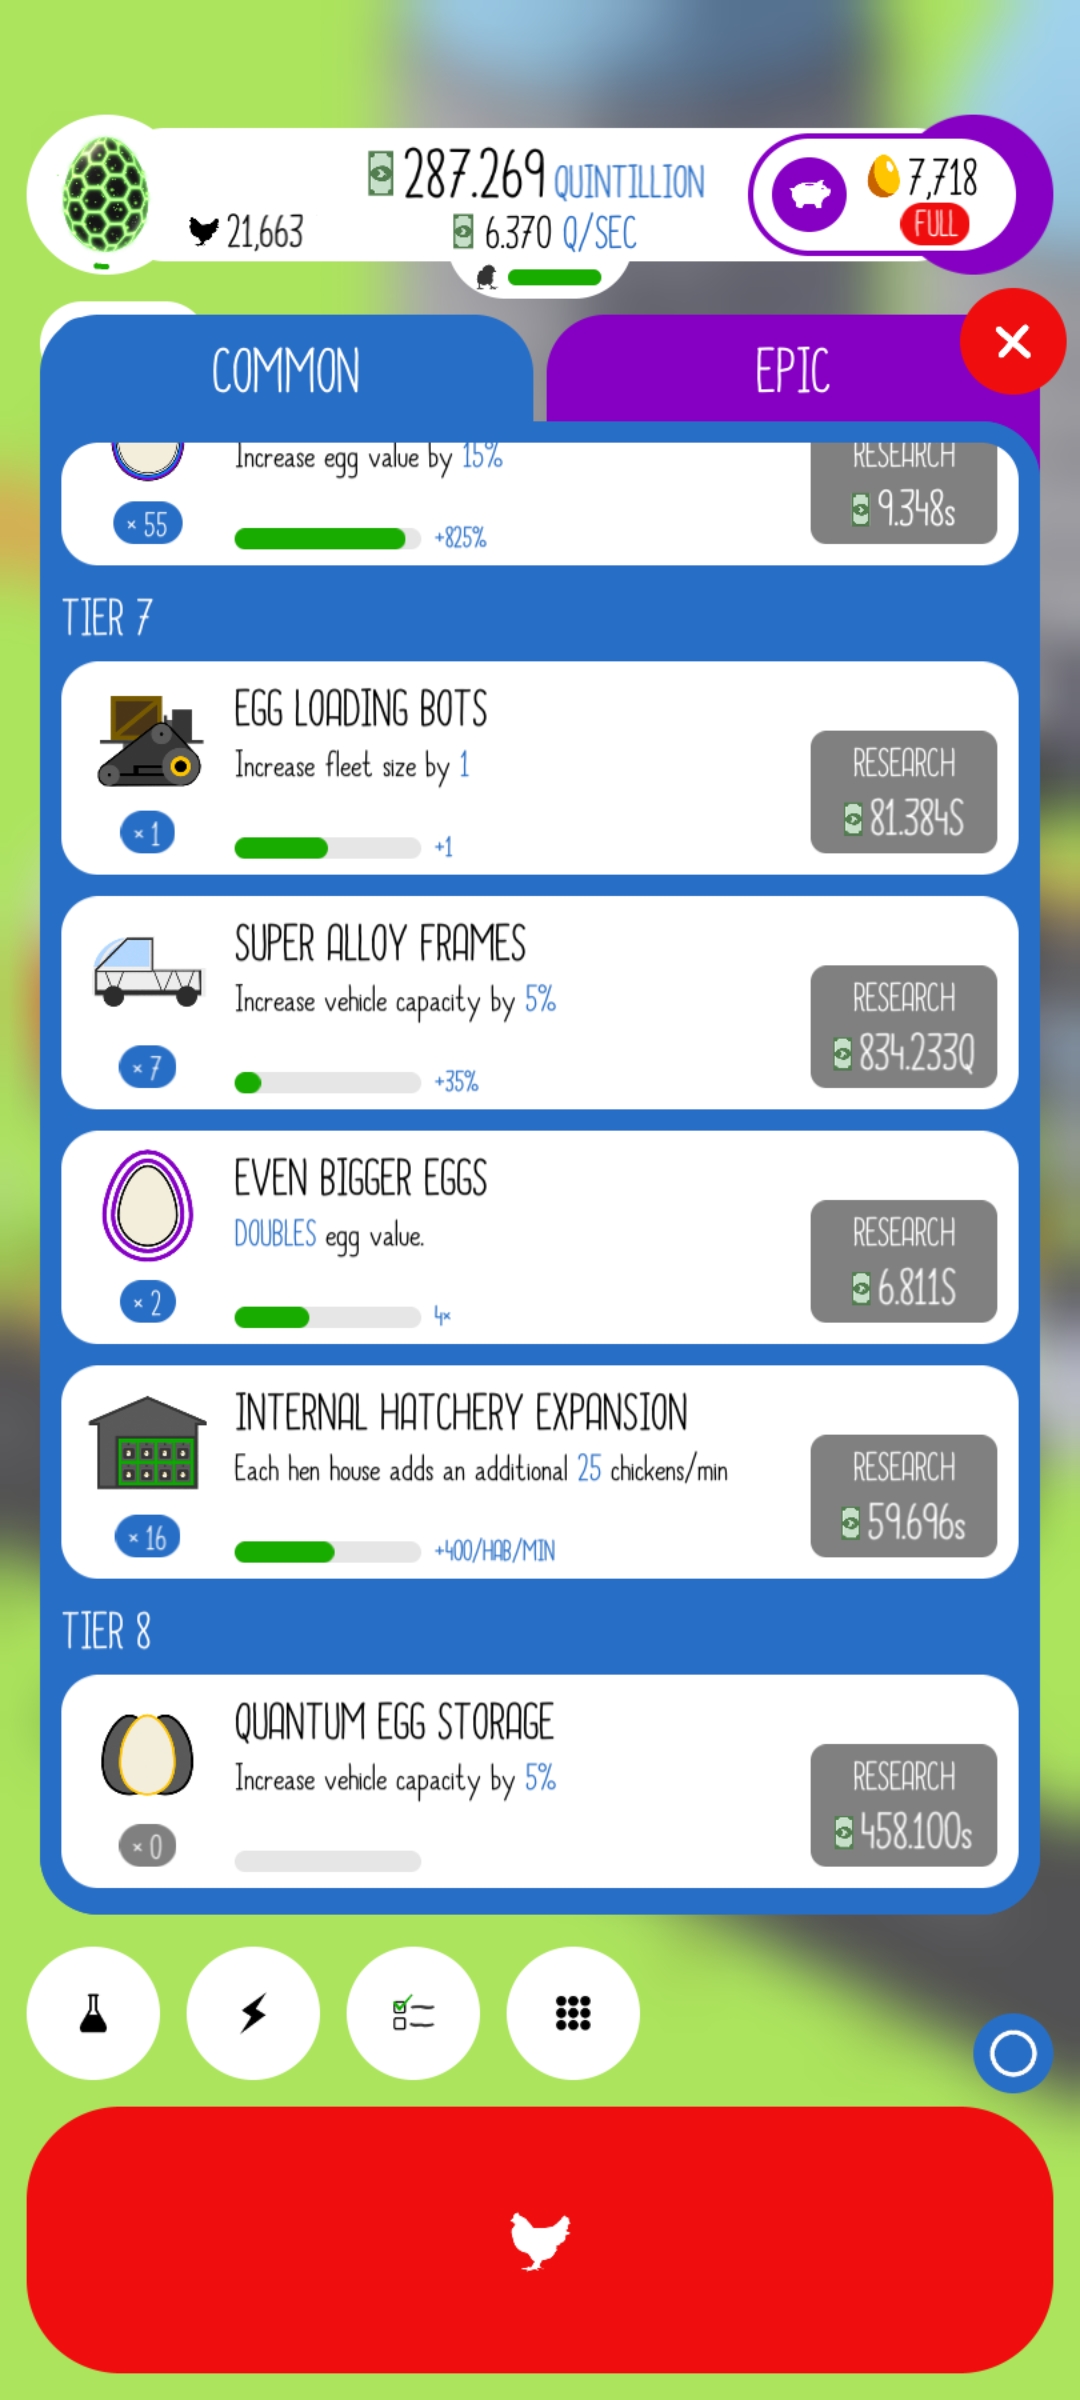 287.269 QUINTILLION
21,663
6.370 Q/SEC
7,718
FULL
COMMON
EPIC
Increase egg value by 15%
RESEARCH
9.348s
× 55
+825%
TIER 7
EGG LOADING BOTS
Increase fleet size by 1
RESEARCH
81.384S
× 1
+1
SUPER ALLOY FRAMES
Increase vehicle capacity by 5%
RESEARCH
834.233Q
× 7
+35%
EVEN BIGGER EGGS
DOUBLES egg value.
RESEARCH
6.811S
× 2
4×
INTERNAL HATCHERY EXPANSION
Each hen house adds an additional 25 chickens/min
RESEARCH
59.696s
× 16
+400/HAB/MIN
TIER 8
QUANTUM EGG STORAGE
Increase vehicle capacity by 5%
RESEARCH
458.100s
× 0